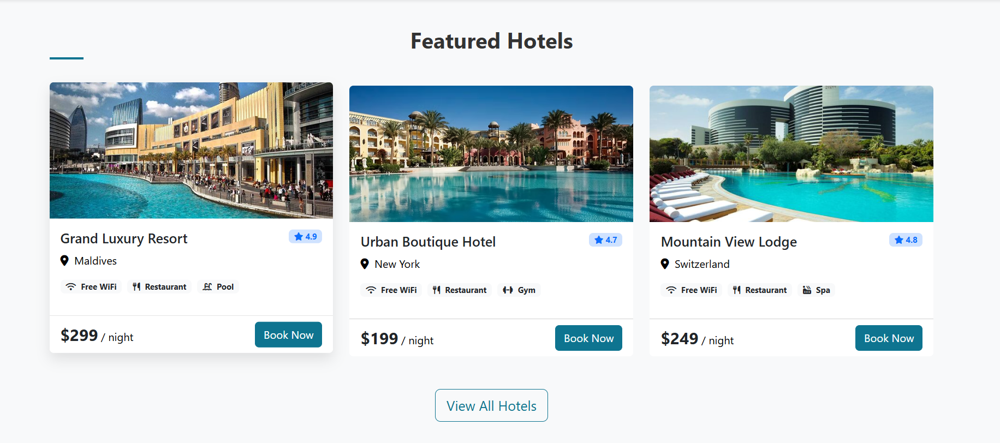 Featured Hotels
Grand Luxury Resort
4.9
Maldives
Free WiFi Restaurant Pool
$299 / night
Book Now
Urban Boutique Hotel
4.7
New York
Free WiFi Restaurant Gym
$199 / night
Book Now
Mountain View Lodge
4.8
Switzerland
Free WiFi Restaurant Spa
$249 / night
Book Now
View All Hotels